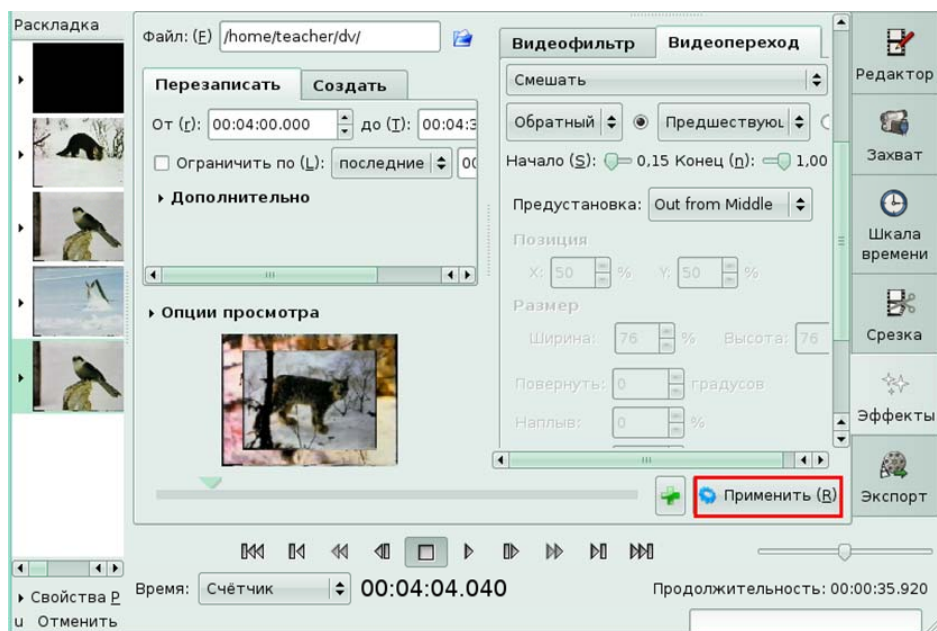 Раскладка
Файл: (F) /home/teacher/dv/
Перезаписать Создать
От (r): 00:04:00.000 до (T): 00:04:3
Ограничить по (L): последние 00
Дополнительно
Опции просмотра
Видеофильтр Видеопереход
Смешать
Обратный Предшествующ
Начало (S): 0,15 Конец (n): 1,00
Предустановка: Out from Middle
Позиция
X: 50 % Y: 50 %
Размер
Ширина: 76 % Высота: 76
Повернуть: 0 градусов
Наплыв: 0 %
Применить (R)
Редактор
Захват
Шкала
времени
Срезка
Эффекты
Экспорт
Время: Счётчик 00:04:04.040
Продолжительность: 00:00:35.920
Свойства P
u Отменить